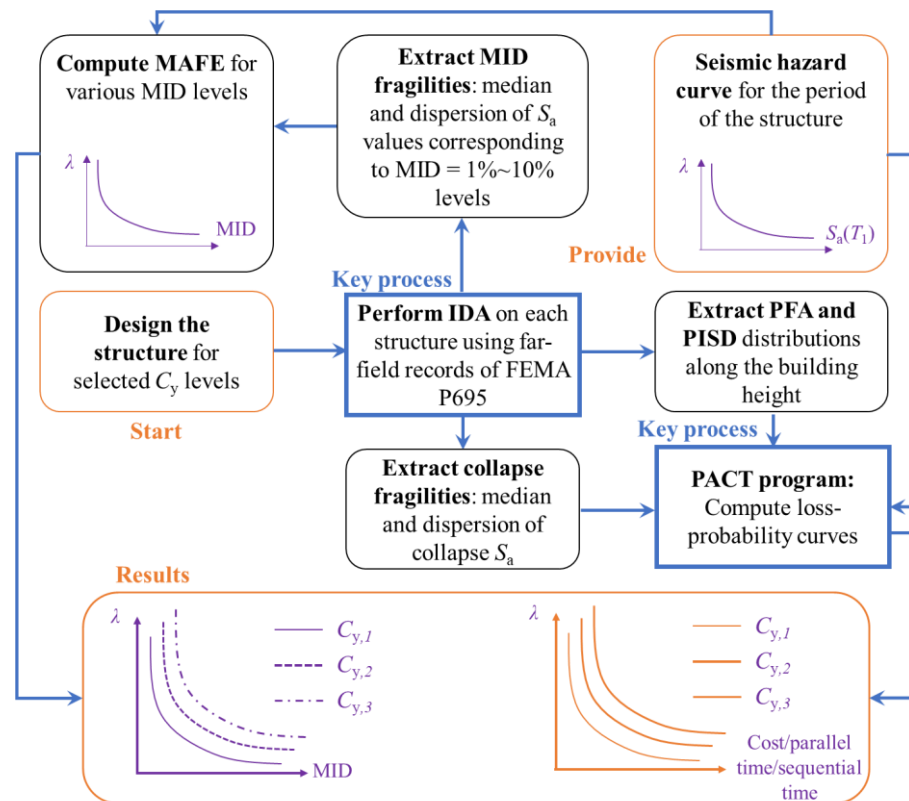 Compute MAFE for
various MID levels
λ
MID
Extract MID
fragilities: median
and dispersion of
Sa values corresponding
to MID = 1%~10%
levels
Seismic hazard
curve for the period
of the structure
λ
Sa(T1)
Provide
Key process
Design the
structure for
selected Cy levels
Start
Perform IDA on each
structure using far-
field records of FEMA
P695
Extract PFA and
PISD distributions
along the building
height
Key process
Extract collapse
fragilities: median
and dispersion of
collapse Sa
PACT program:
Compute loss-
probability curves
Results
λ
Cy,1
Cy,2
Cy,3
MID
λ
Cy,1
Cy,2
Cy,3
Cost/parallel
time/sequential
time